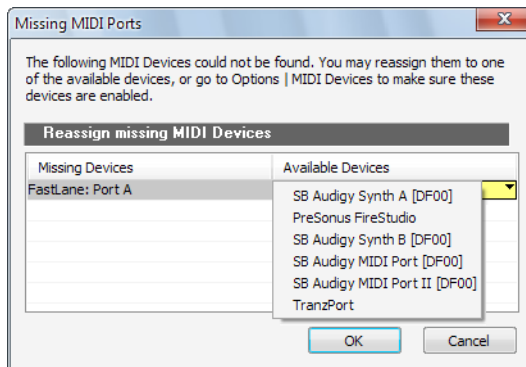 Missing MIDI Ports
The following MIDI Devices could not be found. You may reassign them to one
of the available devices, or go to Options | MIDI Devices to make sure these
devices are enabled.
Reassign missing MIDI Devices
Missing Devices Available Devices
FastLane: Port A
SB Audigy Synth A [DF00]
PreSonus FireStudio
SB Audigy Synth B [DF00]
SB Audigy MIDI Port [DF00]
SB Audigy MIDI Port II [DF00]
TranzPort
OK Cancel